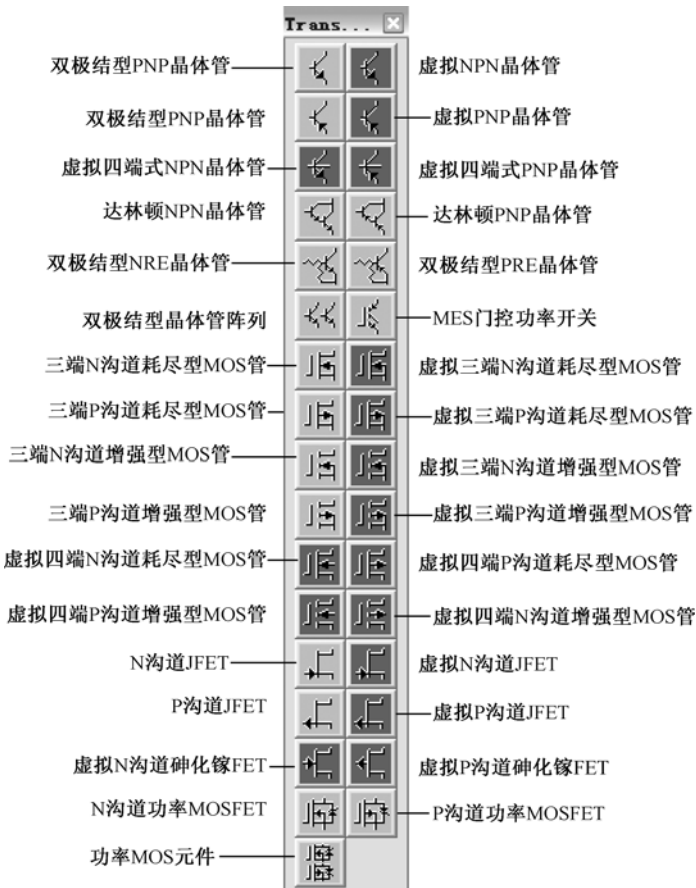 Trans...
双极结型PNP晶体管
虚拟NPN晶体管
双极结型PNP晶体管
虚拟PNP晶体管
虚拟四端式NPN晶体管
虚拟四端式PNP晶体管
达林顿NPN晶体管
达林顿PNP晶体管
双极结型NRE晶体管
双极结型PRE晶体管
双极结型晶体管阵列
MES门控功率开关
三端N沟道耗尽型MOS管
虚拟三端N沟道耗尽型MOS管
三端P沟道耗尽型MOS管
虚拟三端P沟道耗尽型MOS管
三端N沟道增强型MOS管
虚拟三端N沟道增强型MOS管
三端P沟道增强型MOS管
虚拟三端P沟道增强型MOS管
虚拟四端N沟道耗尽型MOS管
虚拟四端P沟道耗尽型MOS管
虚拟四端P沟道增强型MOS管
虚拟四端N沟道增强型MOS管
N沟道JFET
虚拟N沟道JFET
P沟道JFET
虚拟P沟道JFET
虚拟N沟道砷化镓FET
虚拟P沟道砷化镓FET
N沟道功率MOSFET
P沟道功率MOSFET
功率MOS元件